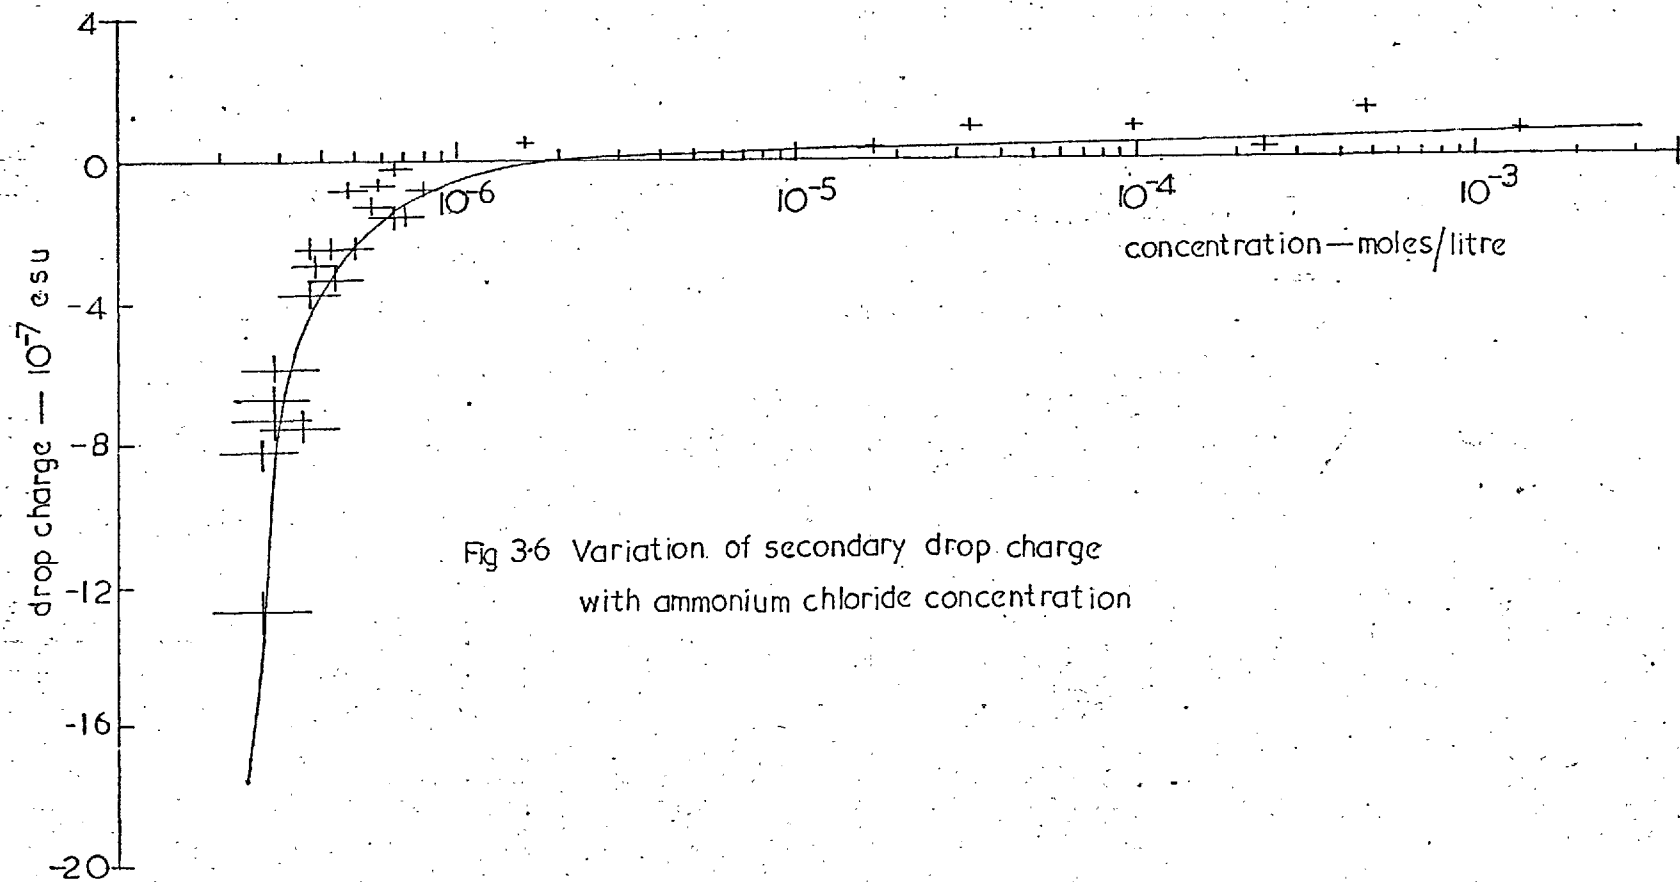 4
0
-4
-8
-12
-16
-20
drop charge — 10⁻⁷ esu
10⁻⁶
10⁻⁵
10⁻⁴
10⁻³
concentration—moles/litre
Fig 3·6 Variation of secondary drop charge
with ammonium chloride concentration